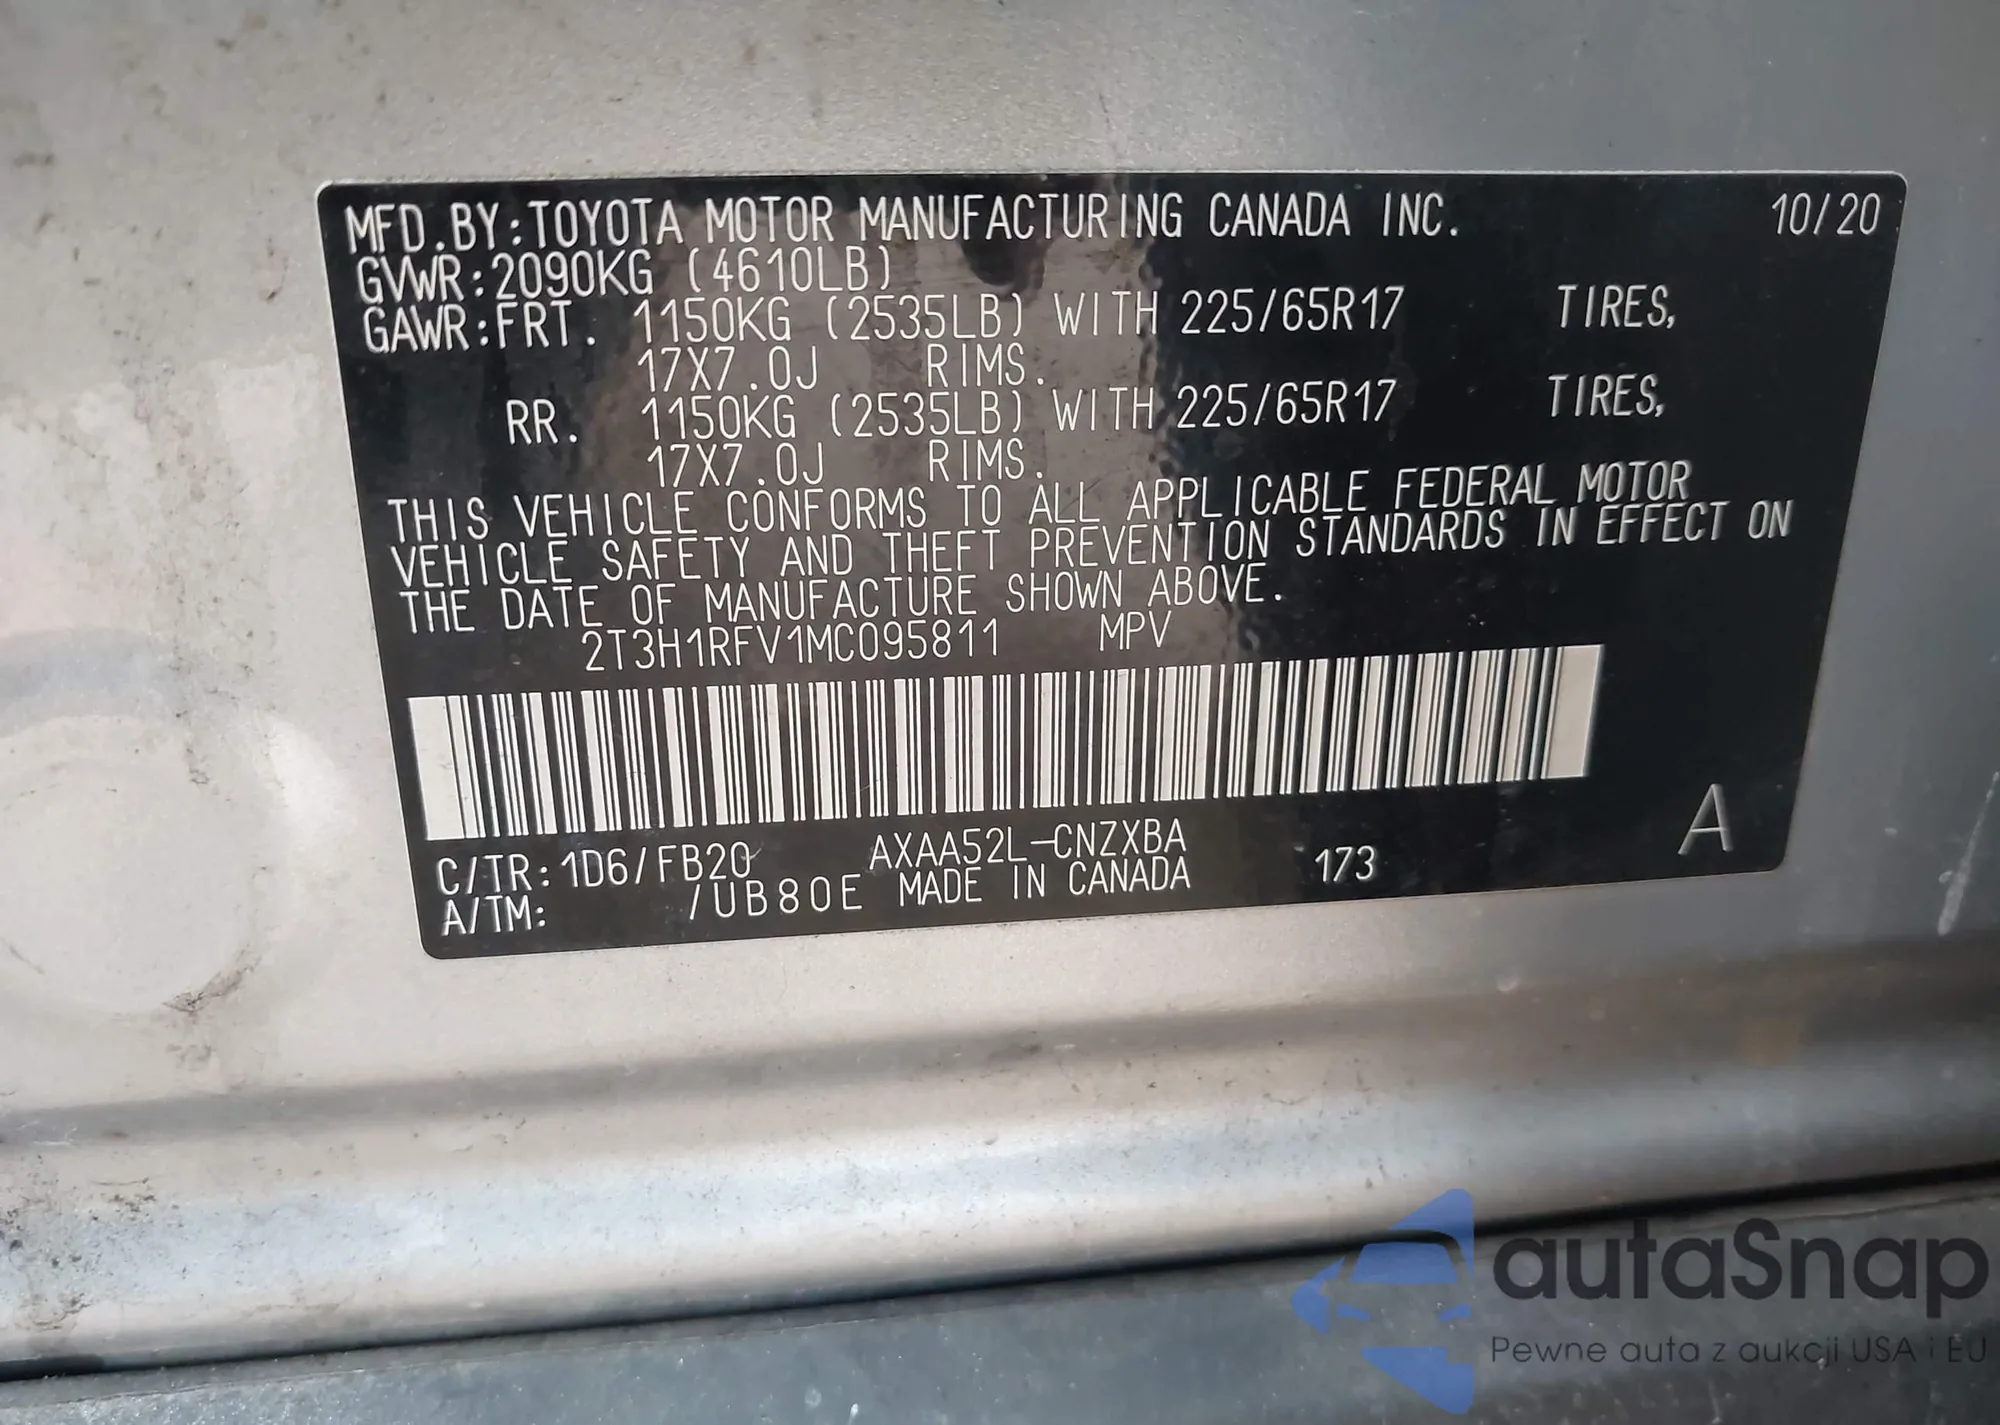 MFD.BY:TOYOTA MOTOR MANUFACTURING CANADA INC. 10/20
GVWR:2090KG (4610LB)
GAWR:FRT. 1150KG (2535LB) WITH 225/65R17 TIRES,
17X7.0J RIMS.
RR. 1150KG (2535LB) WITH 225/65R17 TIRES,
17X7.0J RIMS.
THIS VEHICLE CONFORMS TO ALL APPLICABLE FEDERAL MOTOR
VEHICLE SAFETY AND THEFT PREVENTION STANDARDS IN EFFECT ON
THE DATE OF MANUFACTURE SHOWN ABOVE.
2T3H1RFV1MC095811 MPV
C/TR:1D6/FB20 AXAA52L-CNZXBA 173 A
A/TM: /UB80E MADE IN CANADA
autaSnap
Pewne auta z aukcji USA i EU